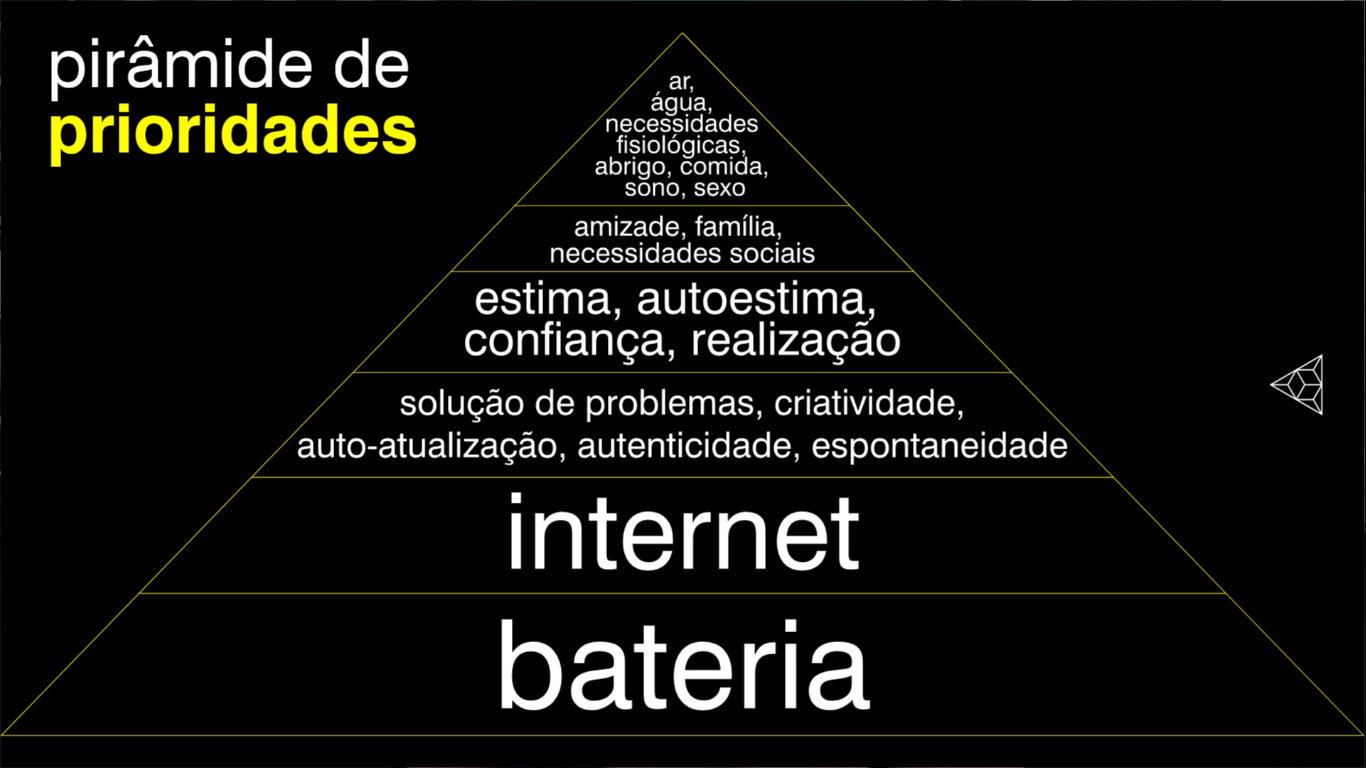 pirâmide de
prioridades
ar,
água,
necessidades
fisiológicas,
abrigo, comida,
sono, sexo
amizade, família,
necessidades sociais
estima, autoestima,
confiança, realização
solução de problemas, criatividade,
auto-atualização, autenticidade, espontaneidade
internet
bateria